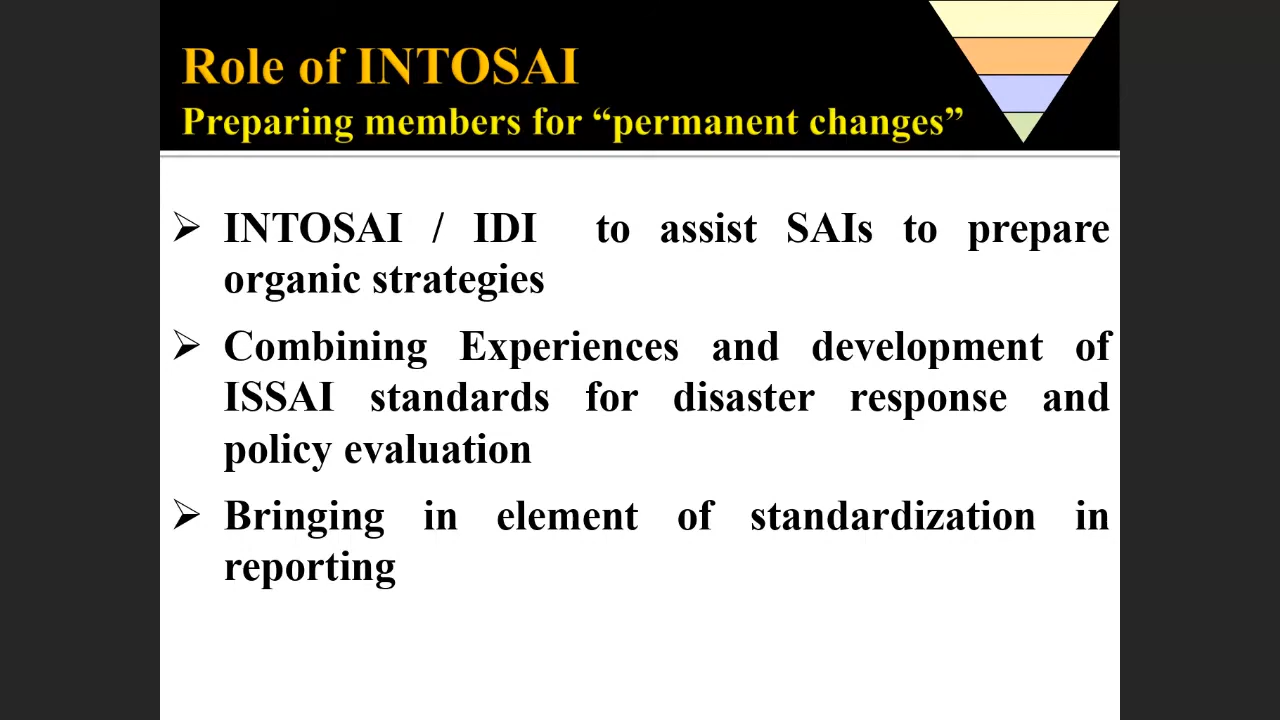 Role of INTOSAI
Preparing members for “permanent changes”
INTOSAI / IDI to assist SAIs to prepare
organic strategies
Combining Experiences and development of
ISSAI standards for disaster response and
policy evaluation
Bringing in element of standardization in
reporting